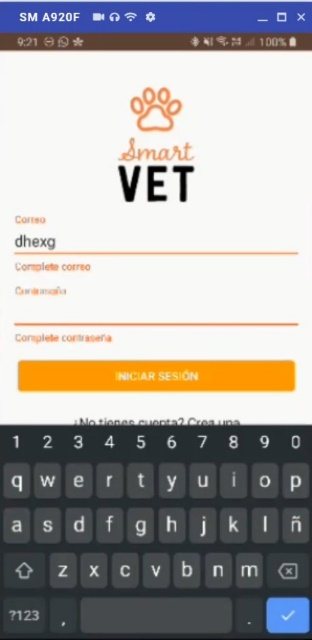 SM A920F
9:21 100%
Smart
VET
Correo
dhexg
Complete correo
Contraseña
Complete contraseña
INICIAR SESIÓN
¿No tienes cuenta? Crea una
1 2 3 4 5 6 7 8 9 0
q w e r t y u i o p
a s d f g h j k l ñ
z x c v b n m
?123 , .